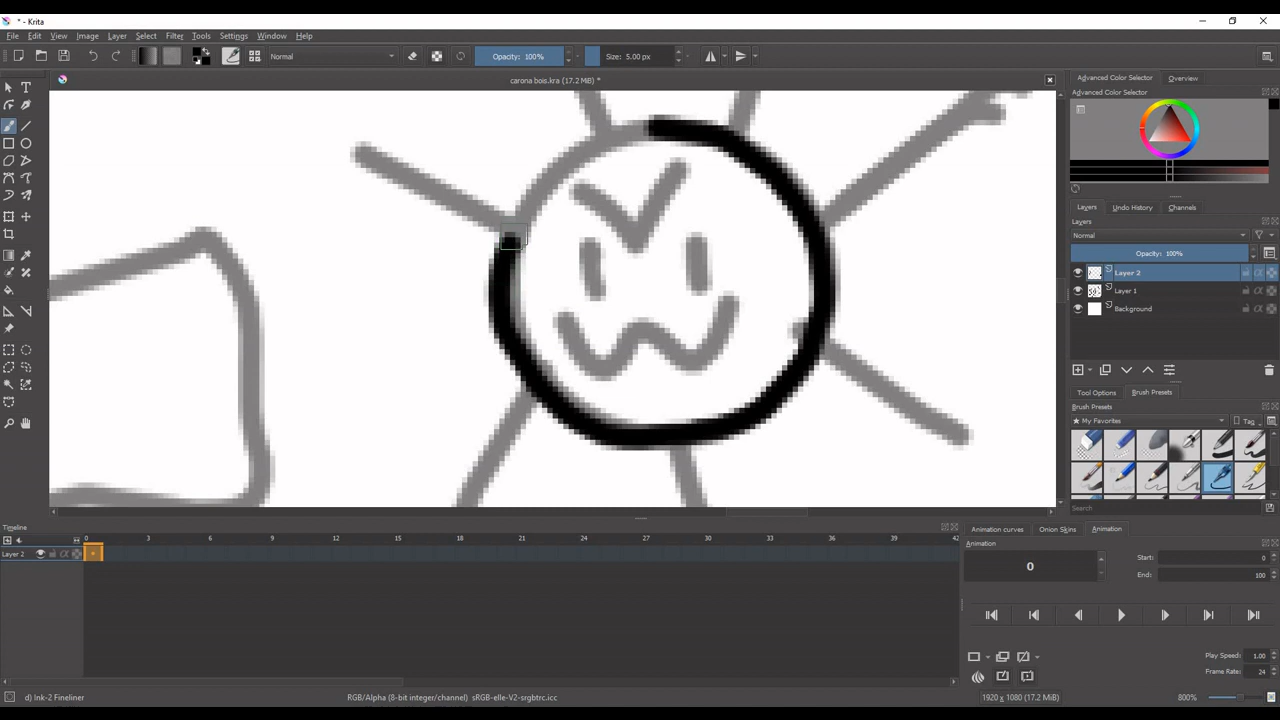 * - Krita
File Edit View Image Layer Select Filter Tools Settings Window Help
Normal Opacity: 100% Size: 5.00 px
carona bois.kra (17.2 MiB) *
Advanced Color Selector Overview
Advanced Color Selector
Layers Undo History Channels
Layers
Normal
Opacity: 100%
Layer 2
Layer 1
Background
Tool Options Brush Presets
Brush Presets
My Favorites Tag
Search
Timeline
0 3 6 9 12 15 18 21 24 27 30 33 36 39 42
Layer 2
Animation curves Onion Skins Animation
Animation
0
Start: 0
End: 100
Play Speed: 1.00
Frame Rate: 24
d) Ink-2 Fineliner RGB/Alpha (8-bit integer/channel) sRGB-elle-V2-srgbtrc.icc 1920 x 1080 (17.2 MiB) 800%